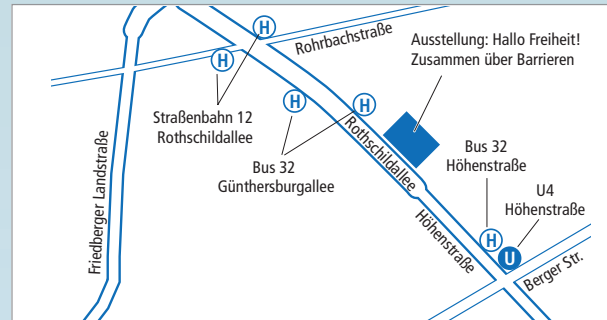 H
Rohrbachstraße
Ausstellung: Hallo Freiheit!
Zusammen über Barrieren
H
H
H
Straßenbahn 12
Rothschildallee
Rothschildallee
Bus 32
Günthersburgallee
Bus 32
Höhenstraße
U4
Höhenstraße
Friedberger Landstraße
Höhenstraße
H
U
Berger Str.